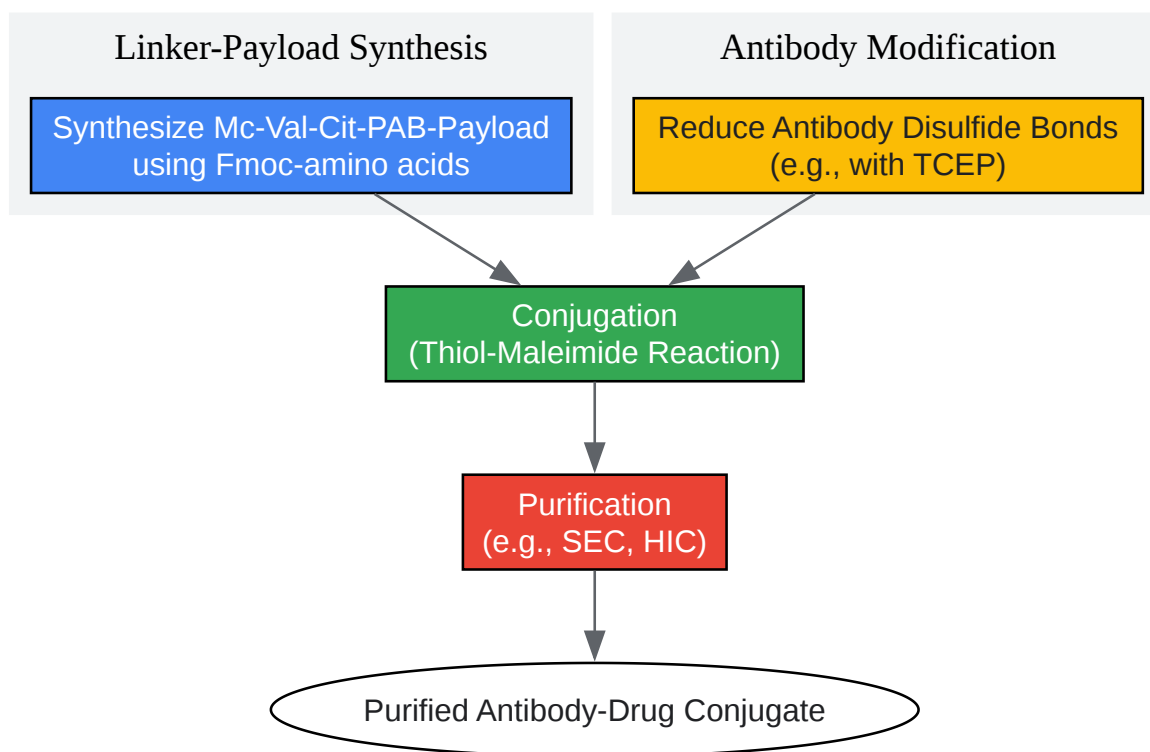 Linker-Payload Synthesis
Synthesize Mc-Val-Cit-PAB-Payload
using Fmoc-amino acids
Antibody Modification
Reduce Antibody Disulfide Bonds
(e.g., with TCEP)
Conjugation
(Thiol-Maleimide Reaction)
Purification
(e.g., SEC, HIC)
Purified Antibody-Drug Conjugate